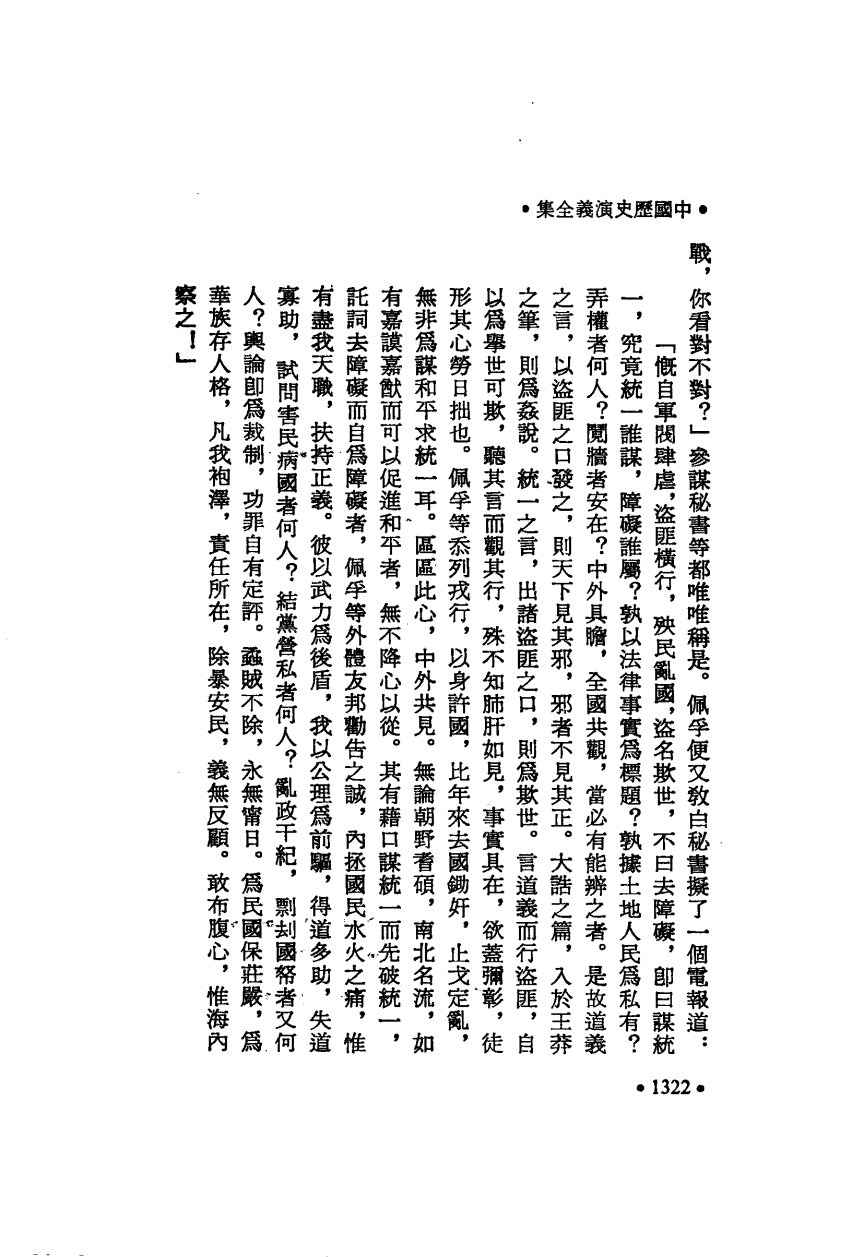 •中國歷史演義全集•
戰，你看對不對？」參謀秘書等都唯唯稱是。佩孚便又敎白秘書擬了一個電報道：
「慨自軍閥肆虐，盜匪橫行，殃民亂國，盜名欺世，不曰去障礙，卽曰謀統
一，究竟統一誰謀，障礙誰屬？孰以法律事實爲標題？孰據土地人民爲私有？
弄權者何人？鬩牆者安在？中外具瞻，全國共觀，當必有能辨之者。是故道義
之言，以盜匪之口發之，則天下見其邪，邪者不見其正。大誥之篇，入於王莽
之筆，則爲姦說。統一之言，出諸盜匪之口，則爲欺世。言道義而行盜匪，自
以爲舉世可欺，聽其言而觀其行，殊不知肺肝如見，事實具在，欲蓋彌彰，徒
形其心勞日拙也。佩孚等忝列戎行，以身許國，比年來去國鋤奸，止戈定亂，
無非爲謀和平求統一耳。區區此心，中外共見。無論朝野耆碩，南北名流，如
有嘉謨嘉猷而可以促進和平者，無不降心以從。其有藉口謀統一而先破統一，
託詞去障礙而自爲障礙者，佩孚等外體友邦勸告之誠，內拯國民水火之痛，惟
有盡我天職，扶持正義。彼以武力爲後盾，我以公理爲前驅，得道多助，失道
寡助，試問害民病國者何人？結黨營私者何人？亂政干紀，剽刦國帑者又何
人？輿論卽爲裁制，功罪自有定評。蟊賊不除，永無甯日。爲民國保莊嚴，爲
華族存人格，凡我袍澤，責任所在，除暴安民，義無反顧。敢布腹心，惟海內
察之！」
•1322•